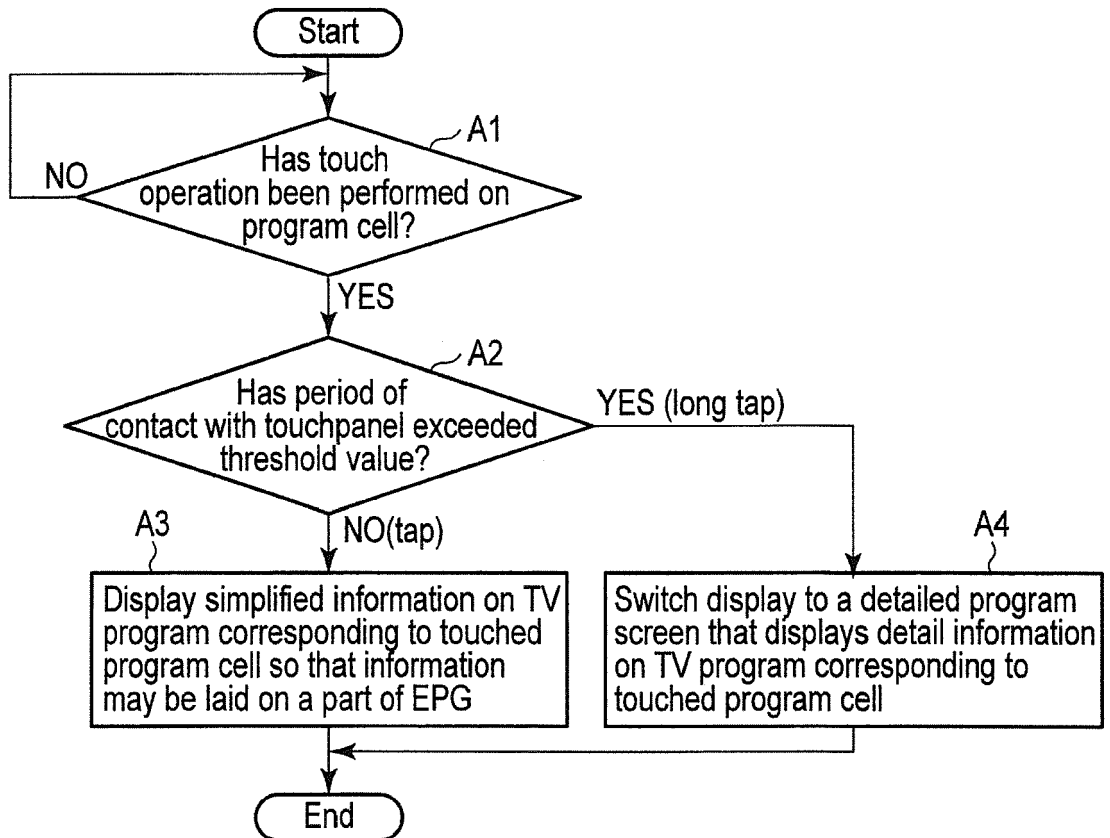 Start
A1
Has touch
operation been performed on
program cell?
NO
YES
A2
Has period of
contact with touchpanel exceeded
threshold value?
YES (long tap)
NO(tap)
A3
Display simplified information on TV
program corresponding to touched
program cell so that information
may be laid on a part of EPG
A4
Switch display to a detailed program
screen that displays detail information
on TV program corresponding to
touched program cell
End